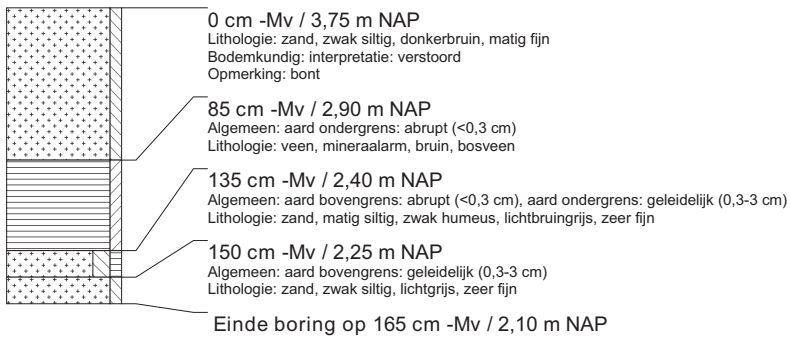 0 cm -Mv / 3,75 m NAP
Lithologie: zand, zwak siltig, donkerbruin, matig fijn
Bodemkundig: interpretatie: verstoord
Opmerking: bont
85 cm -Mv / 2,90 m NAP
Algemeen: aard ondergrens: abrupt (<0,3 cm)
Lithologie: veen, mineraalarm, bruin, bosveen
135 cm -Mv / 2,40 m NAP
Algemeen: aard bovengrens: abrupt (<0,3 cm), aard ondergrens: geleidelijk (0,3-3 cm)
Lithologie: zand, matig siltig, zwak humeus, lichtbruingrijs, zeer fijn
150 cm -Mv / 2,25 m NAP
Algemeen: aard bovengrens: geleidelijk (0,3-3 cm)
Lithologie: zand, zwak siltig, lichtgrijs, zeer fijn
Einde boring op 165 cm -Mv / 2,10 m NAP